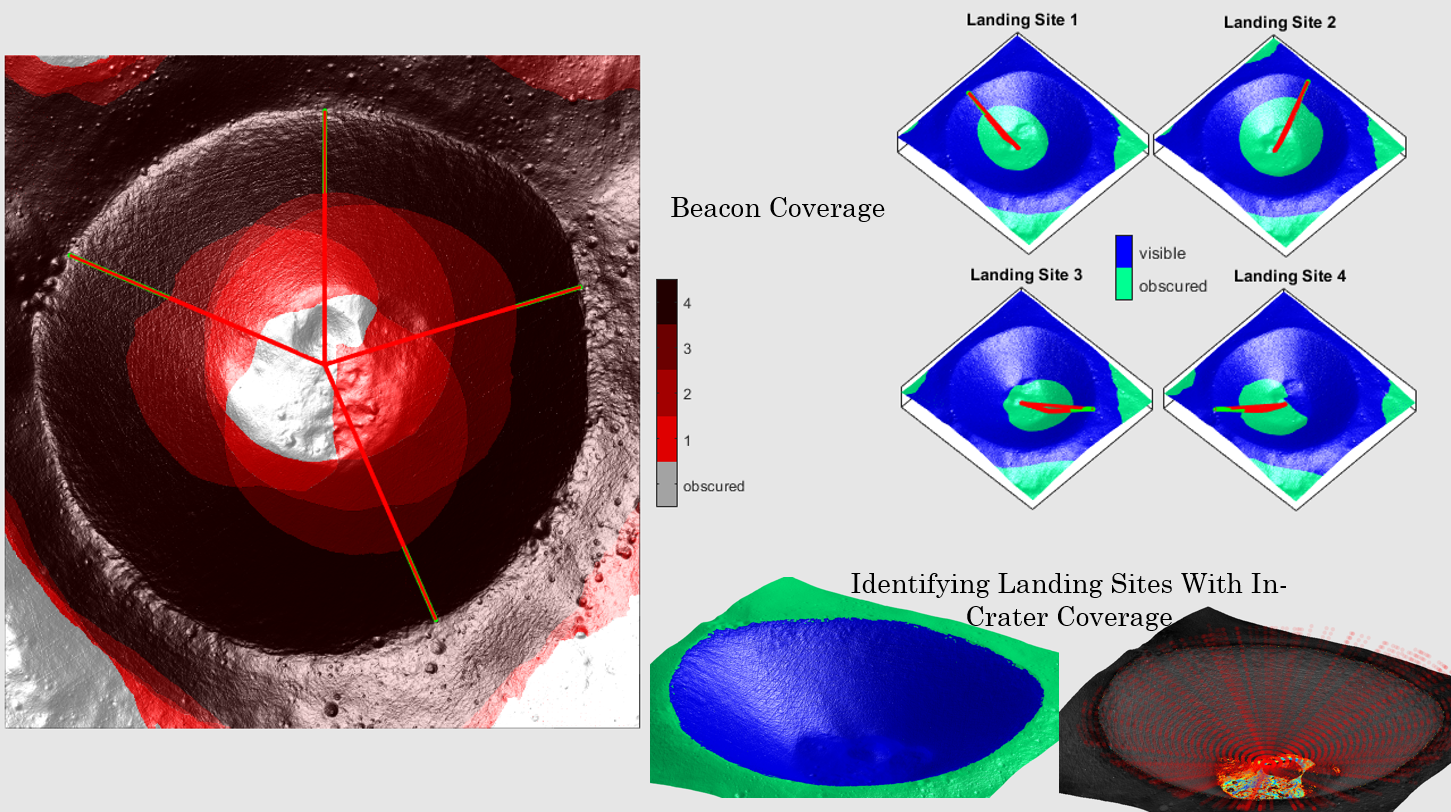 Landing Site 1
Landing Site 2
Beacon Coverage
visible
obscured
Landing Site 3
Landing Site 4
4
3
2
1
obscured
Identifying Landing Sites With In-
Crater Coverage